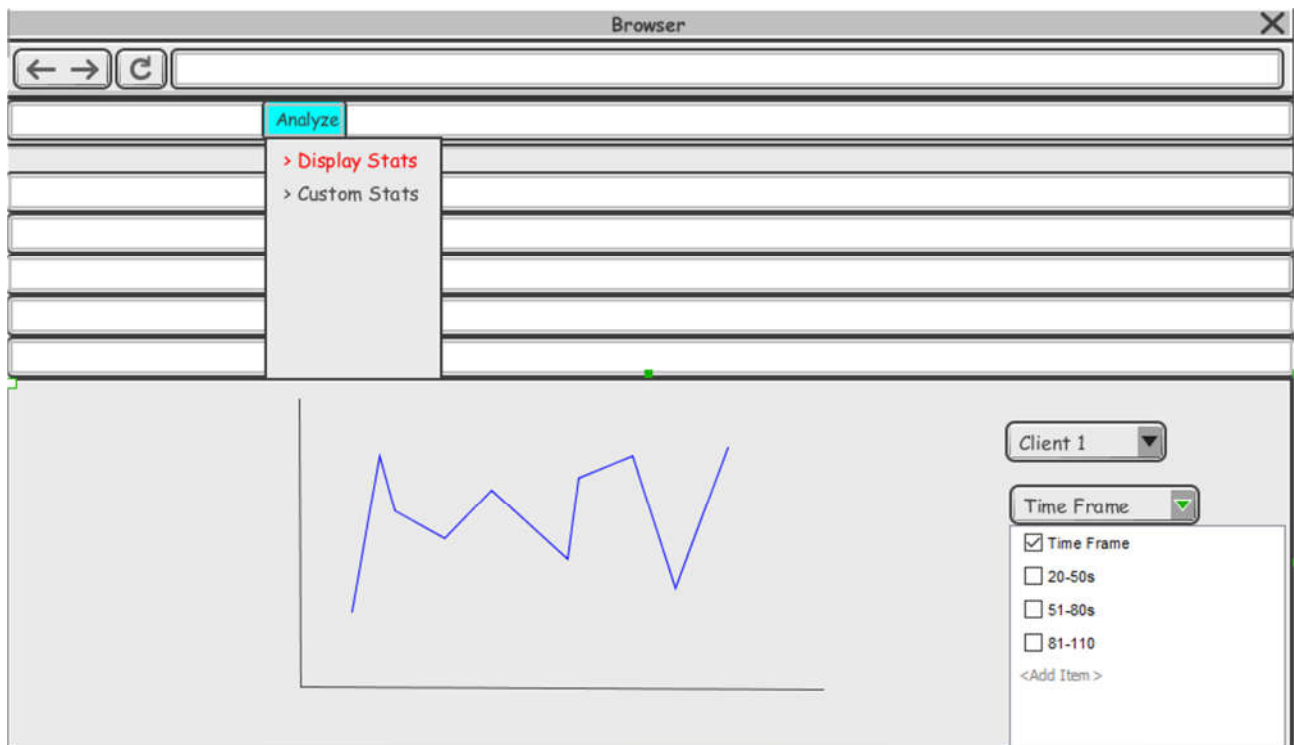 Browser
Analyze
> Display Stats
> Custom Stats
Client 1
Time Frame
Time Frame
20-50s
51-80s
81-110
<Add Item>